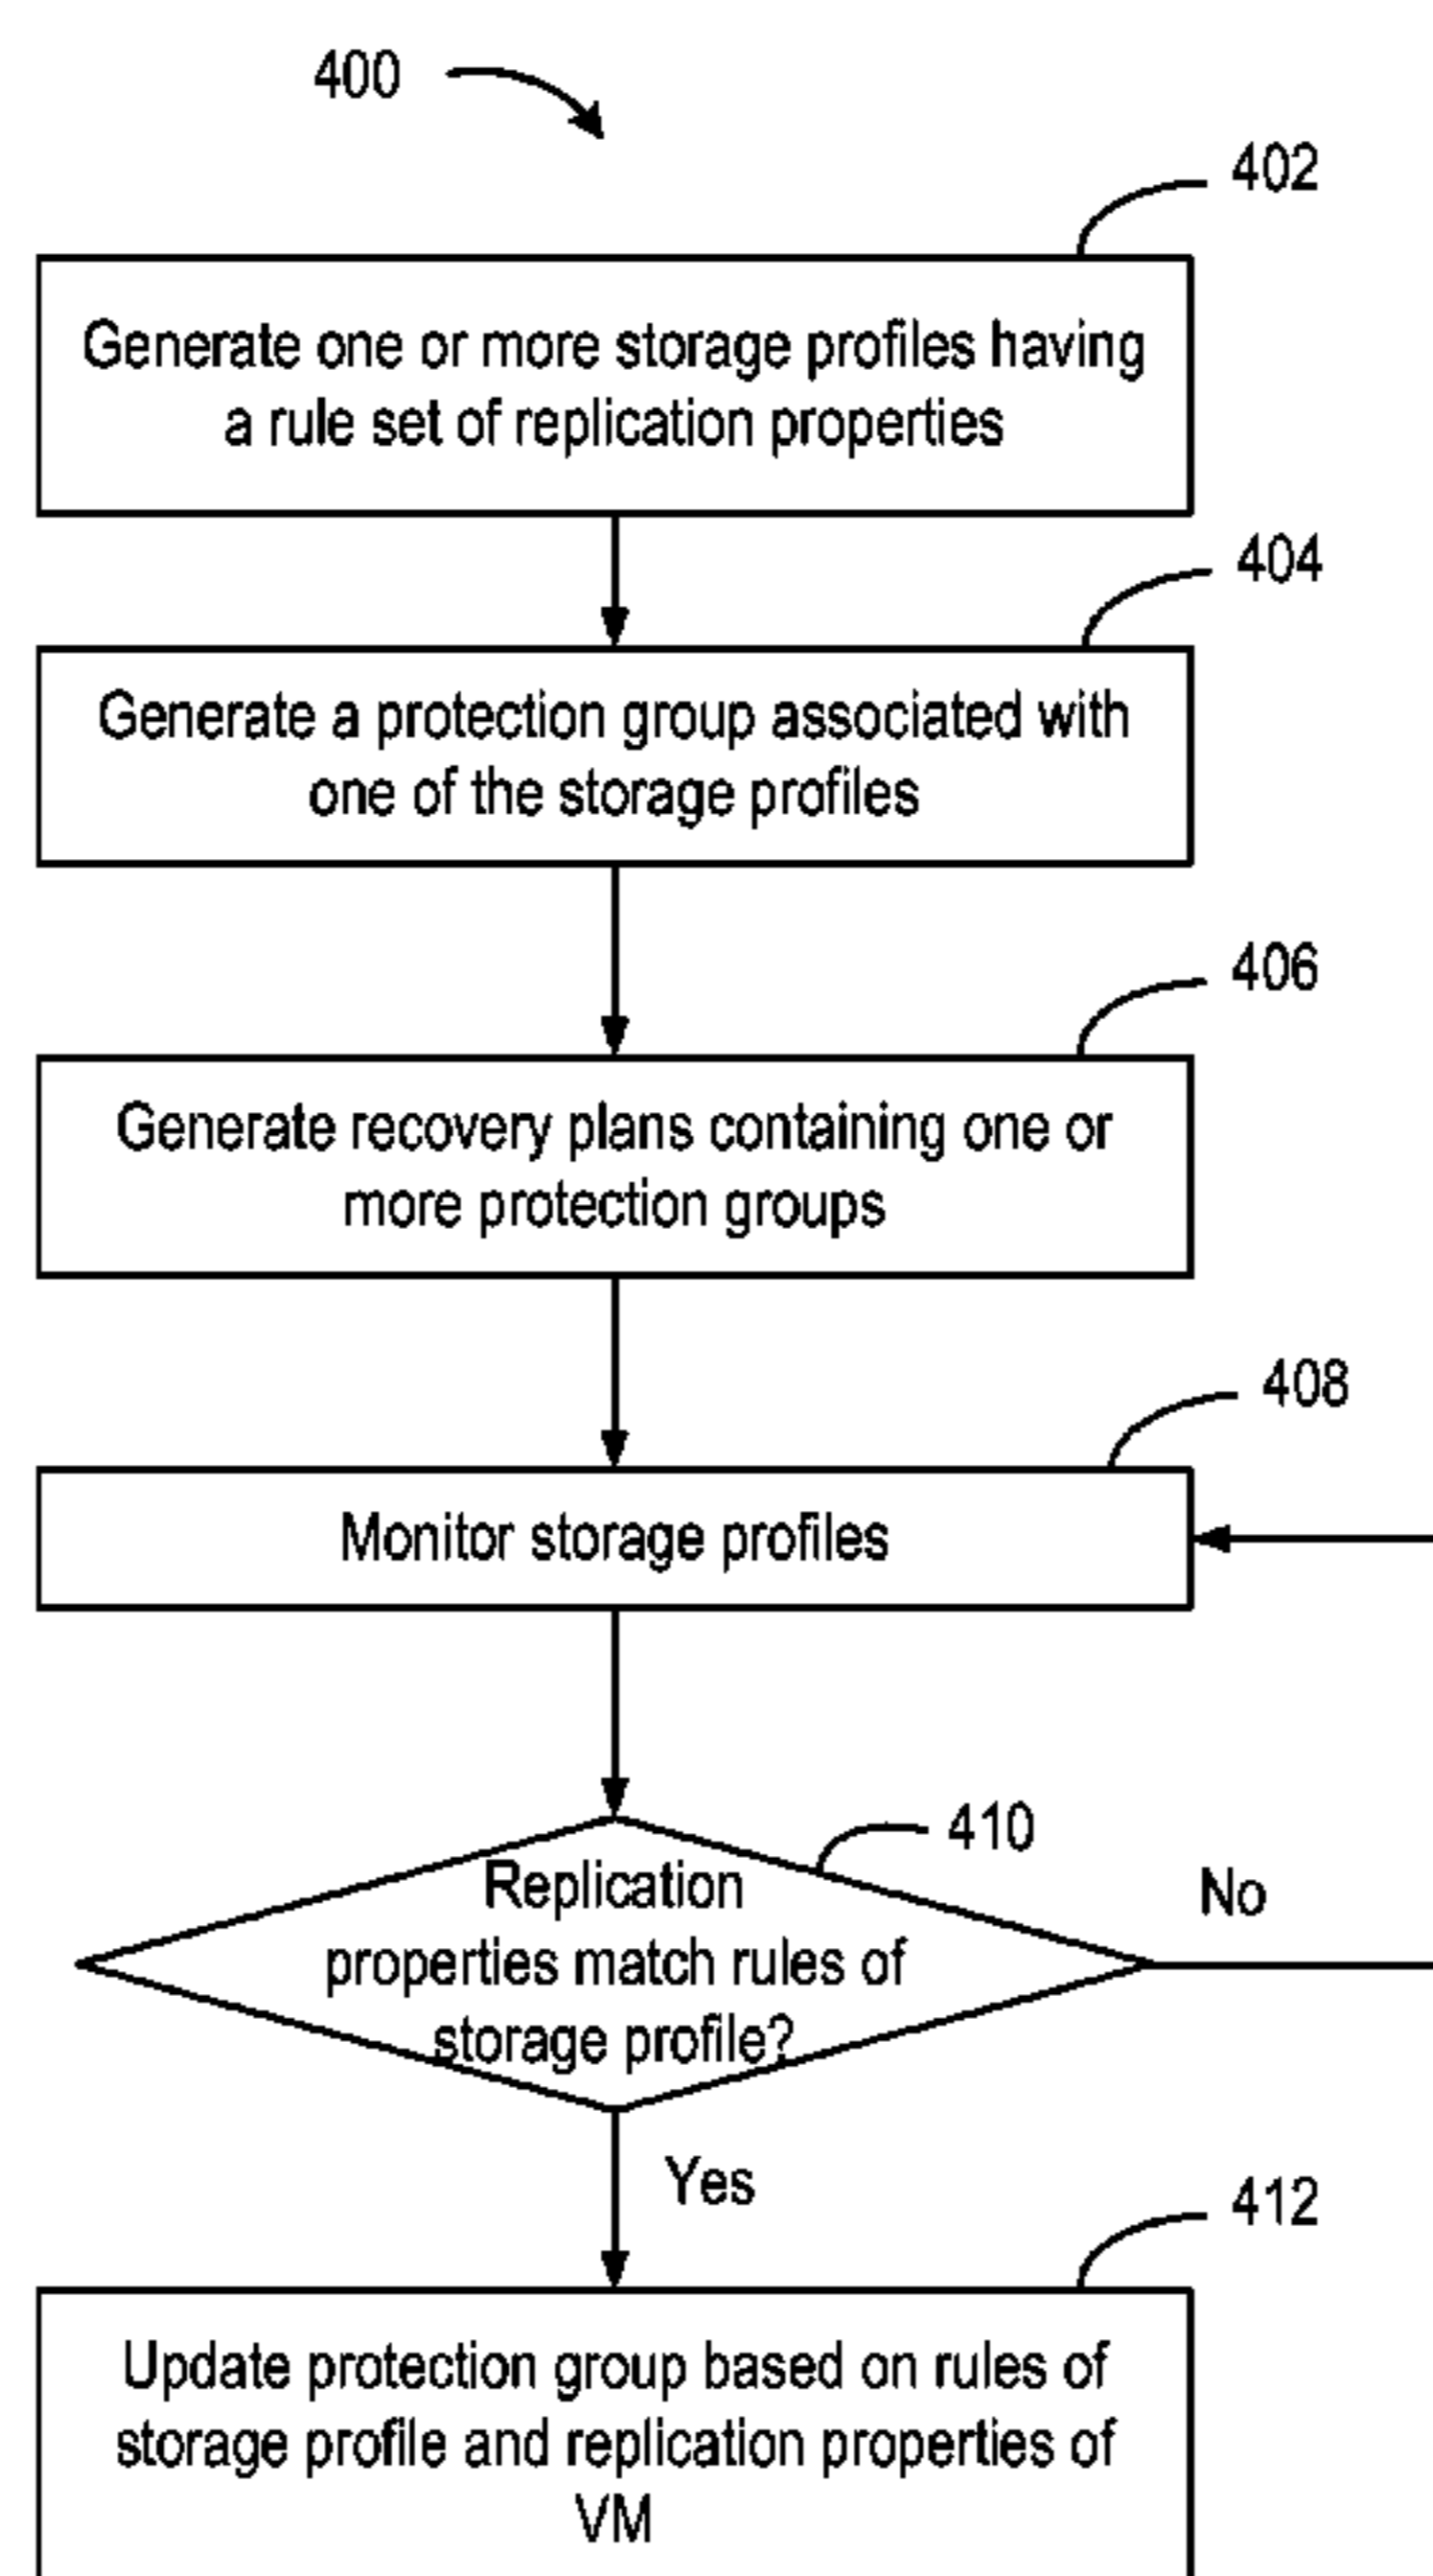 400
402
Generate one or more storage profiles having
a rule set of replication properties
404
Generate a protection group associated with
one of the storage profiles
406
Generate recovery plans containing one or
more protection groups
408
Monitor storage profiles
410
Replication
properties match rules of
storage profile?
No
Yes
412
Update protection group based on rules of
storage profile and replication properties of
VM